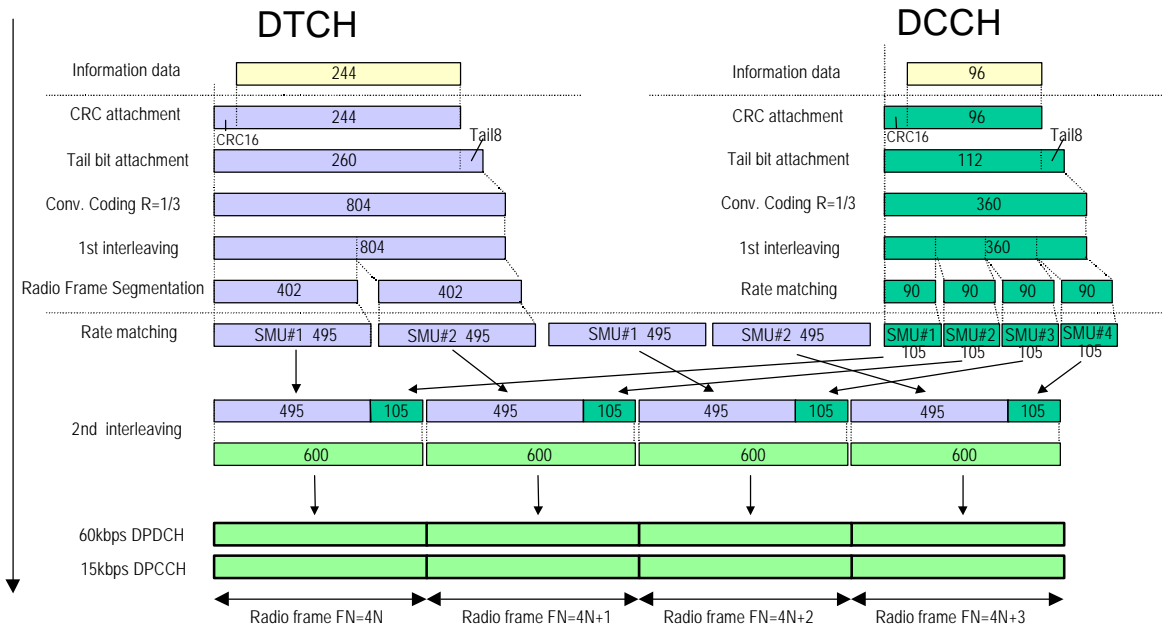 DTCH
DCCH
Information data
244
Information data
96
CRC attachment
244
CRC attachment
96
CRC16
Tail8
CRC16
Tail8
Tail bit attachment
260
Tail bit attachment
112
Conv. Coding R=1/3
804
Conv. Coding R=1/3
360
1st interleaving
804
1st interleaving
360
Radio Frame Segmentation
402
402
Rate matching
90
90
90
90
Rate matching
SMU#1 495
SMU#2 495
SMU#1 495
SMU#2 495
SMU#1
SMU#2
SMU#3
SMU#4
105
105
105
105
2nd interleaving
495
105
495
105
495
105
495
105
600
600
600
600
60kbps DPDCH
15kbps DPCCH
Radio frame FN=4N
Radio frame FN=4N+1
Radio frame FN=4N+2
Radio frame FN=4N+3